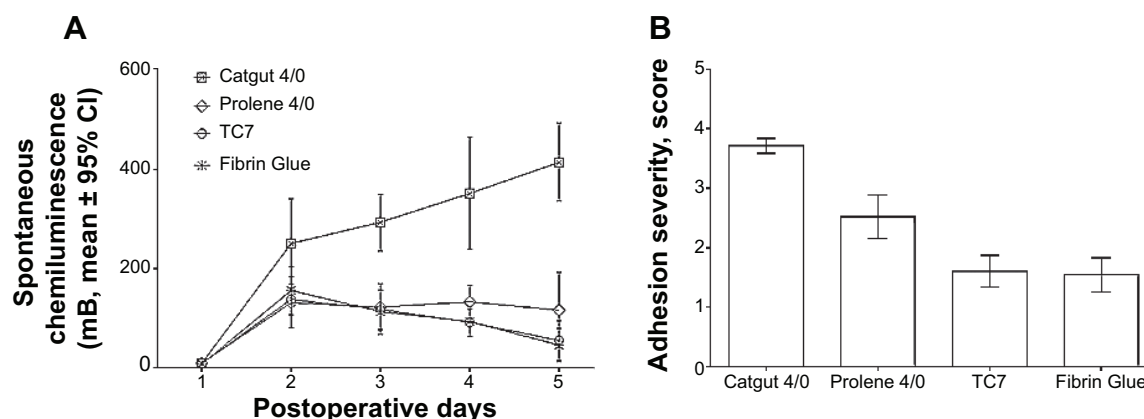 A
Spontaneous
chemiluminescence
(mB, mean ± 95% CI)
600
400
200
0
Catgut 4/0
Prolene 4/0
TC7
Fibrin Glue
1 2 3 4 5
Postoperative days
B
Adhesion severity, score
5
4
3
2
1
0
Catgut 4/0 Prolene 4/0 TC7 Fibrin Glue